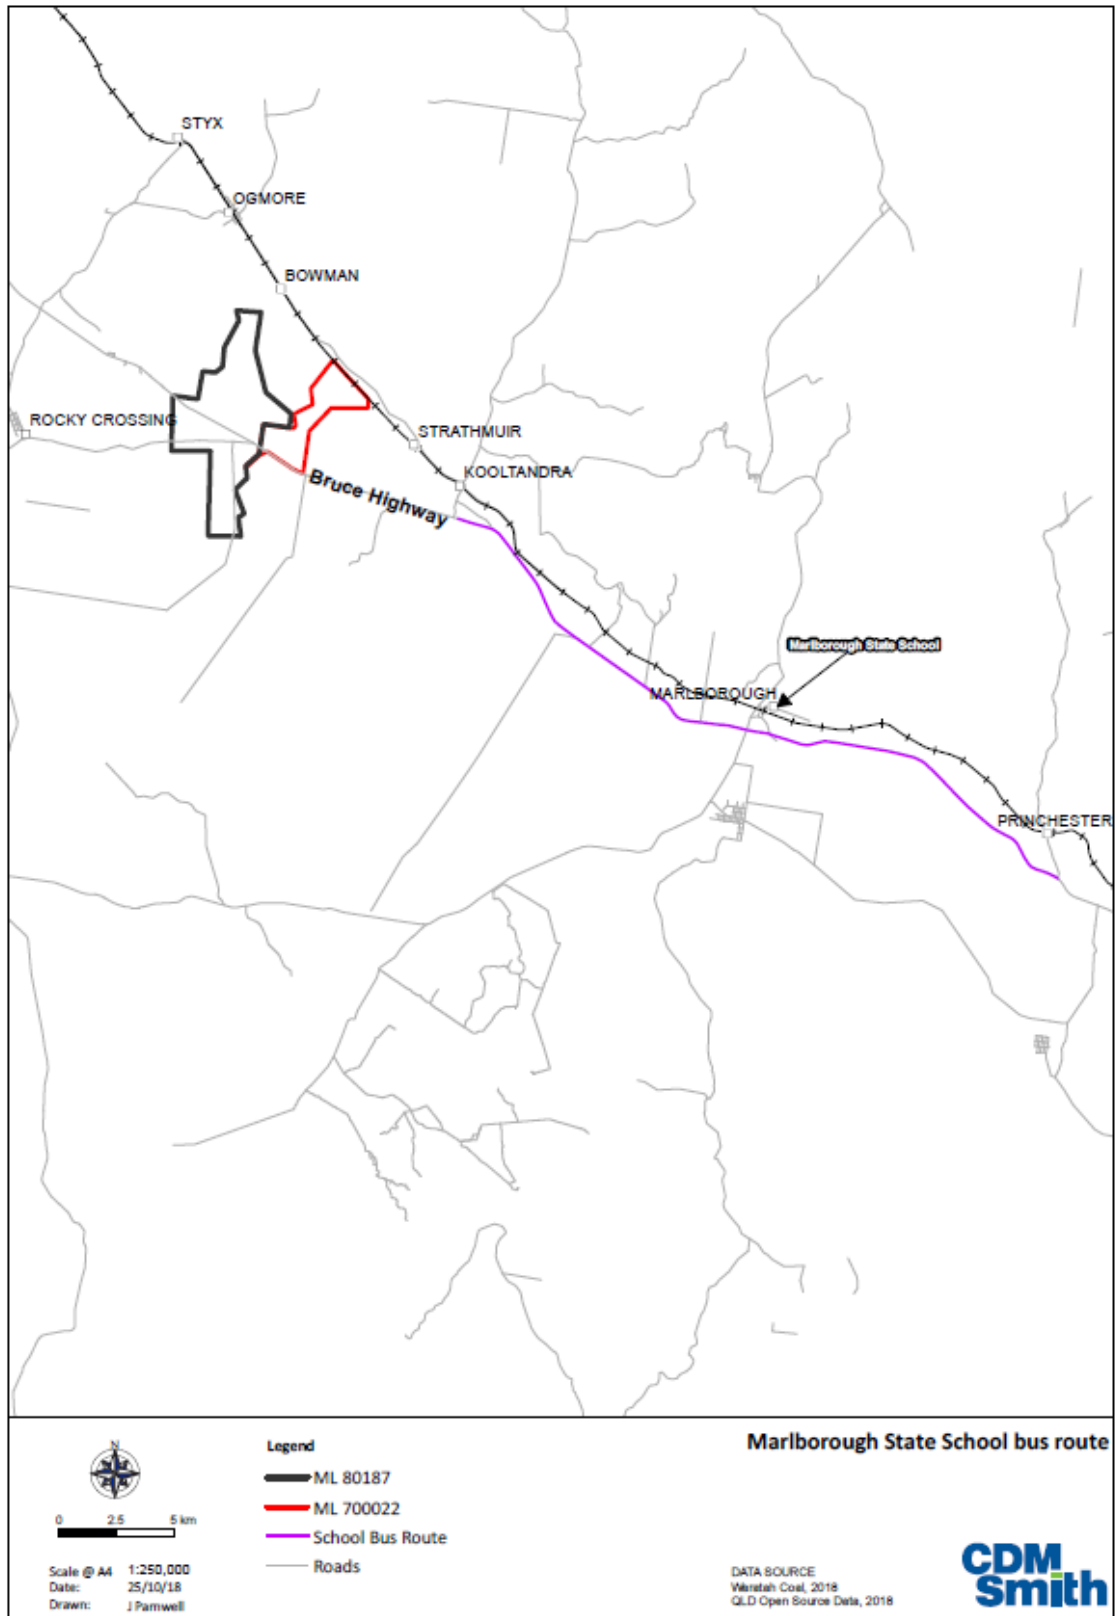 STYX
OGMORE
BOWMAN
ROCKY CROSSING
STRATHMUIR
KOOLTANDRA
Bruce Highway
Marlborough State School
MARLBOROUGH
PRINCHESTER
Marlborough State School bus route
N
Legend
ML 80187
ML 700022
School Bus Route
Roads
0 2.5 5 km
Scale @ A4 1:250,000
Date: 25/10/18
Drawn: J Pamwell
DATA SOURCE
Waratah Coal, 2018
QLD Open Source Data, 2018
CDM
Smith